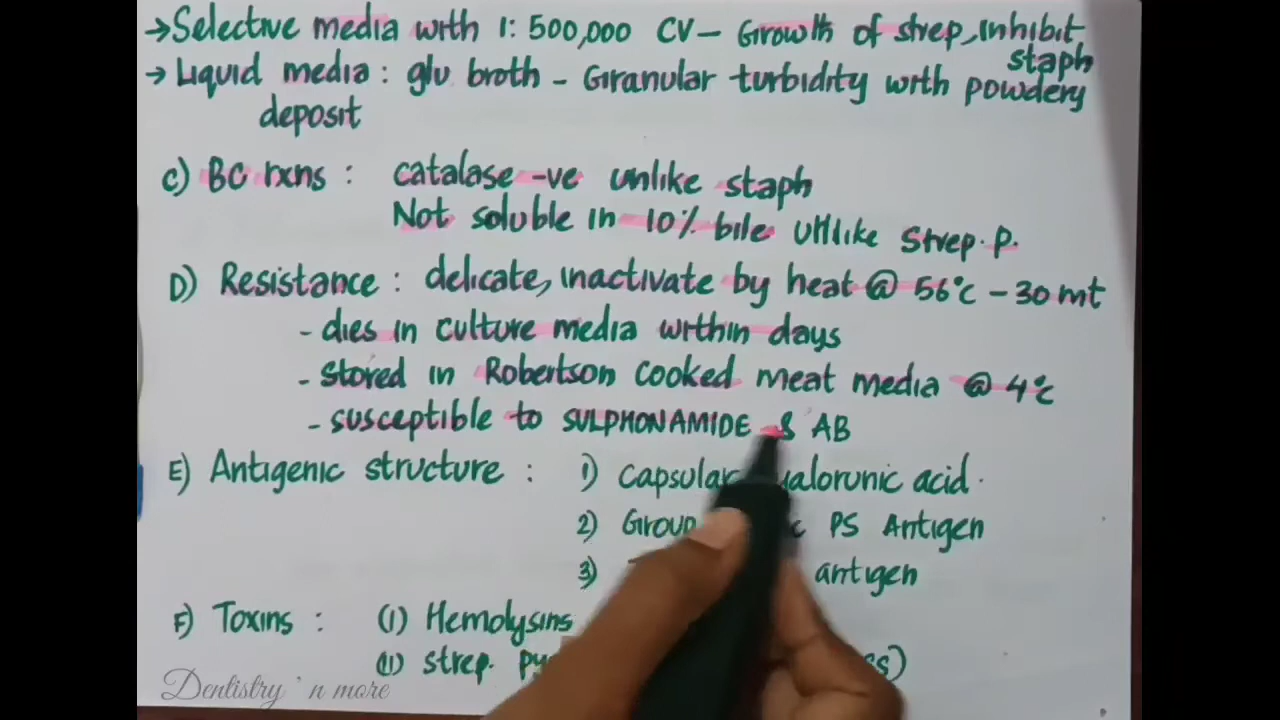 →Selective media with 1: 500,000 CV- Growth of strep, inhibit
staph
→ Liquid media: glu broth - Granular turbidity with powdery
deposit
C) BC rxns : catalase -ve unlike staph
Not soluble in 10% bile unlike Strep. P.
D) Resistance: delicate, inactivate by heat @ 56°c - 30 mt
- dies in culture media within days
- stored in Robertson cooked meat media @ 4°c
- susceptible to SULPHONAMIDE & AB
E) Antigenic structure : 1) Capsular acid.
2) PS Antigen
3) antigen
F) Toxins : (i) Hemolysins
(ii) strep.
Dentistry 'n more